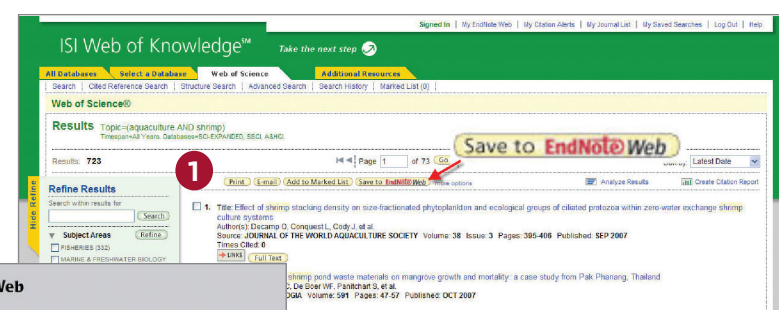 Signed In | My EndNote Web | My Citation Alerts | My Journal List | My Saved Searches | Log Out | Help
ISI Web of Knowledge℠ Take the next step
All Databases Select a Database Web of Science Additional Resources
Search | Cited Reference Search | Structure Search | Advanced Search | Search History | Marked List (0)
Web of Science®
Results Topic=(aquaculture AND shrimp)
Timespan=All Years. Databases=SCI-EXPANDED, SSCI, A&HCI.
Save to EndNote Web
Results: 723 Page 1 of 73 Go by: Latest Date
1
Print E-mail Add to Marked List Save to EndNote Web more options Analyze Results Create Citation Report
Hide Refine
Refine Results
Search within results for
Search
Subject Areas Refine
FISHERIES (332)
MARINE & FRESHWATER BIOLOGY
1. Title: Effect of shrimp stocking density on size-fractionated phytoplankton and ecological groups of ciliated protozoa within zero-water exchange shrimp
culture systems
Author(s): Decamp O, Conquest L, Cody J, et al.
Source: JOURNAL OF THE WORLD AQUACULTURE SOCIETY Volume: 38 Issue: 3 Pages: 395-406 Published: SEP 2007
Times Cited: 0
LINKS Full Text
shrimp pond waste materials on mangrove growth and mortality: a case study from Pak Phanang, Thailand
C, De Boer WF, Panitchart S, et al.
OGIA Volume: 591 Pages: 47-57 Published: OCT 2007
Web